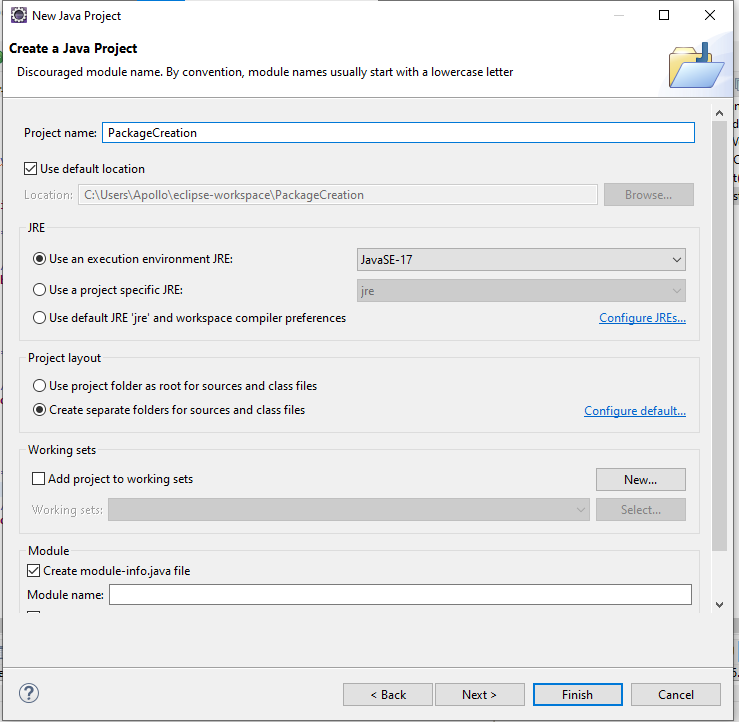 New Java Project
Create a Java Project
Discouraged module name. By convention, module names usually start with a lowercase letter
Project name: PackageCreation
Use default location
Location: C:\Users\Apollo\eclipse-workspace\PackageCreation Browse...
JRE
Use an execution environment JRE: JavaSE-17
Use a project specific JRE: jre
Use default JRE 'jre' and workspace compiler preferences Configure JREs...
Project layout
Use project folder as root for sources and class files
Create separate folders for sources and class files Configure default...
Working sets
Add project to working sets New...
Working sets: Select...
Module
Create module-info.java file
Module name:
? < Back Next > Finish Cancel